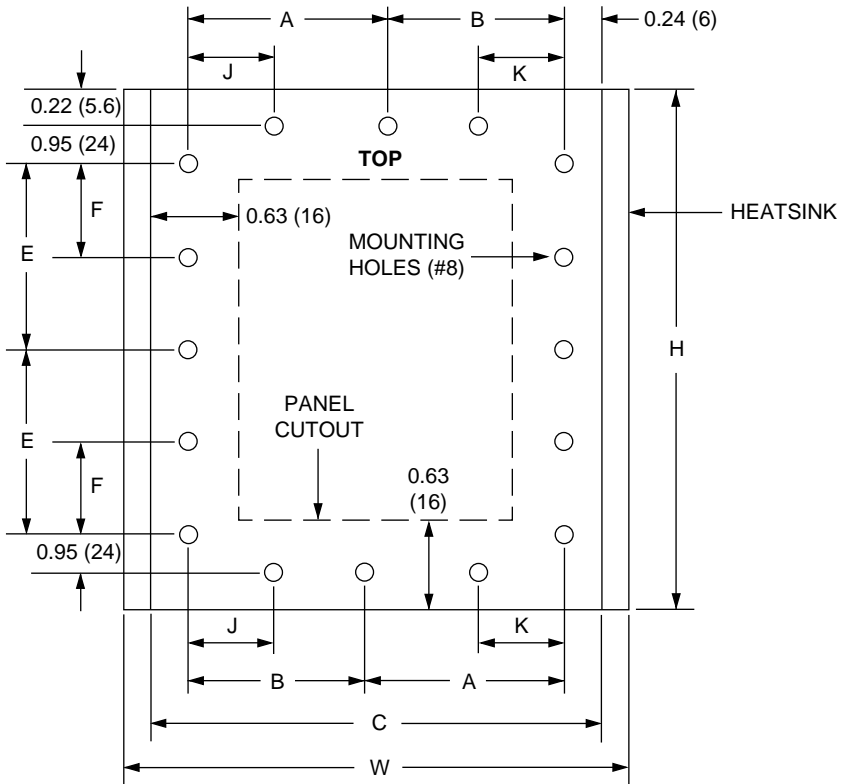 A
B
0.24 (6)
J
K
0.22 (5.6)
0.95 (24)
TOP
F
0.63 (16)
HEATSINK
MOUNTING
HOLES (#8)
E
H
PANEL
CUTOUT
E
0.63
(16)
F
0.95 (24)
J
K
B
A
C
W